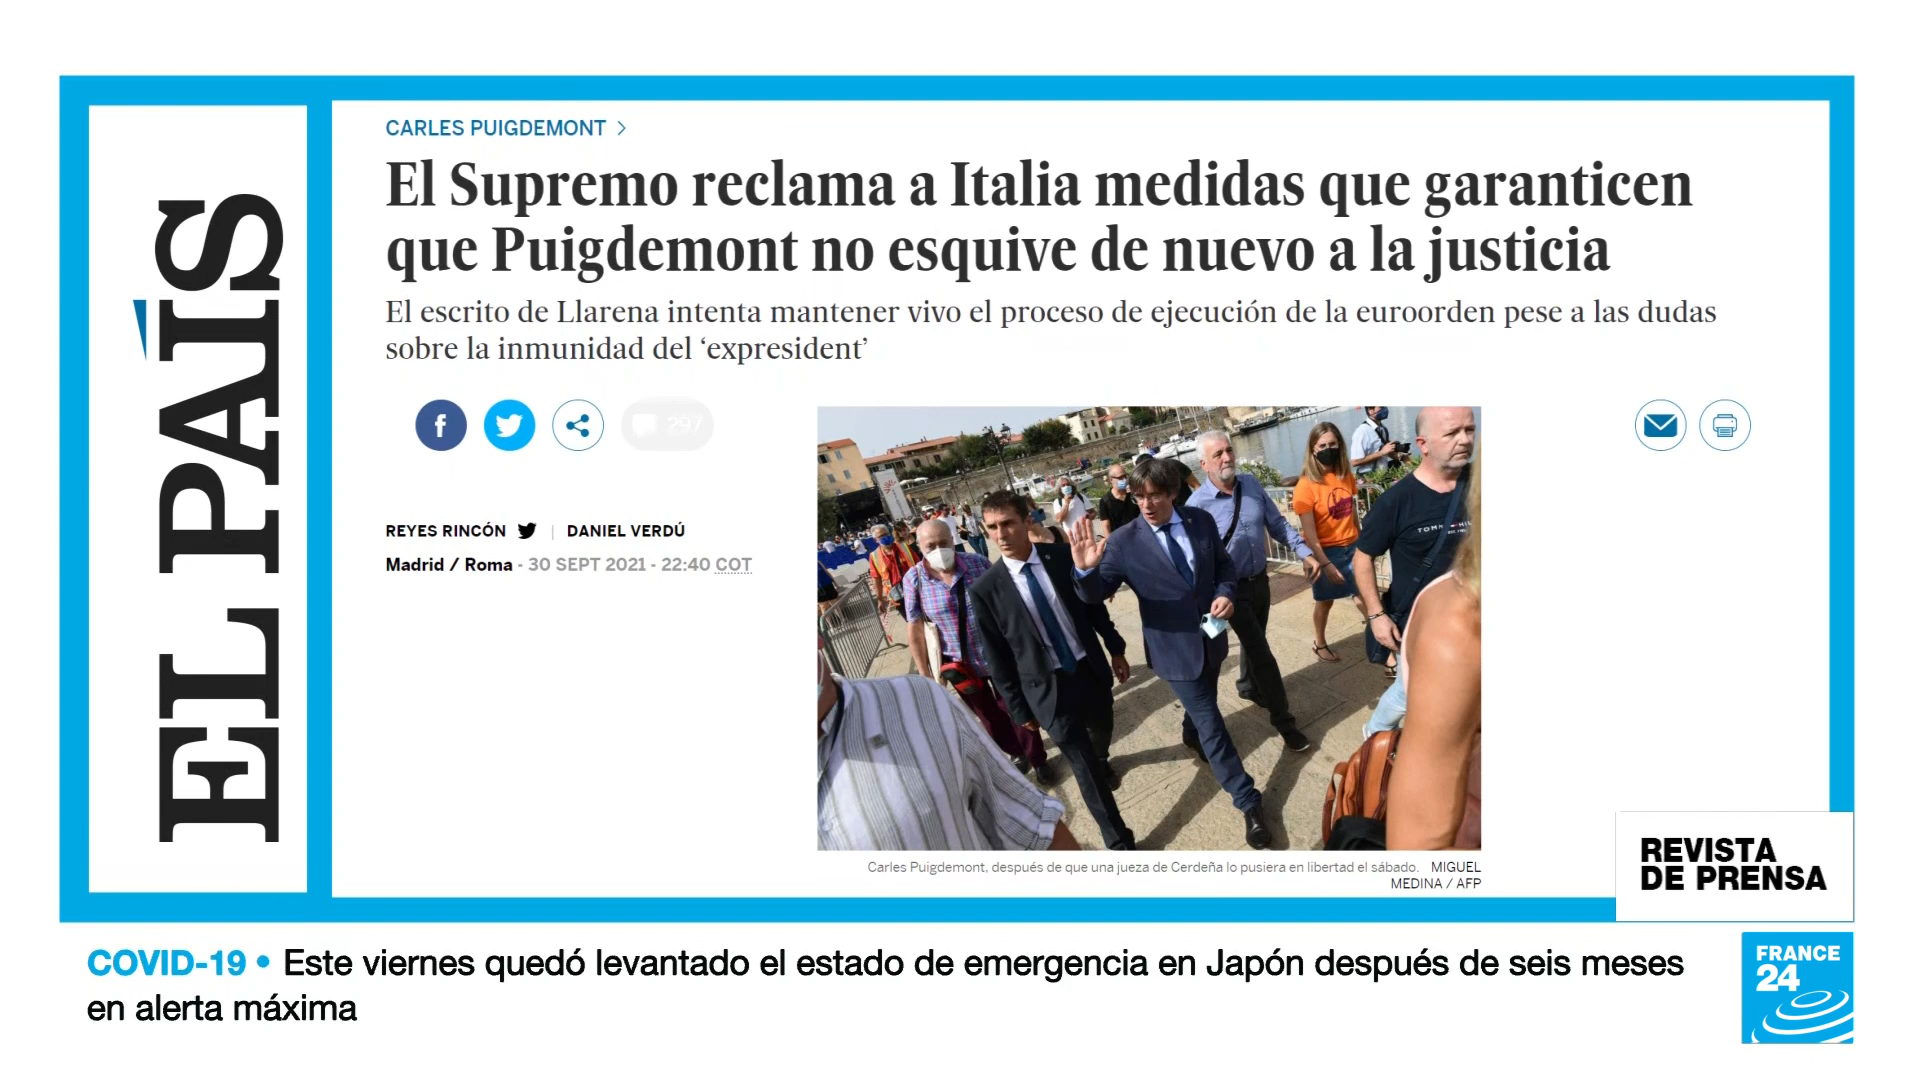 EL PAÍS
CARLES PUIGDEMONT >
El Supremo reclama a Italia medidas que garanticen
que Puigdemont no esquive de nuevo a la justicia
El escrito de Llarena intenta mantener vivo el proceso de ejecución de la euroorden pese a las dudas
sobre la inmunidad del ‘expresident’
f
297
REYES RINCÓN | DANIEL VERDÚ
Madrid / Roma - 30 SEPT 2021 - 22:40 COT
Carles Puigdemont, después de que una jueza de Cerdeña lo pusiera en libertad el sábado. MIGUEL
MEDINA / AFP
REVISTA
DE PRENSA
COVID-19 • Este viernes quedó levantado el estado de emergencia en Japón después de seis meses
en alerta máxima
FRANCE
24